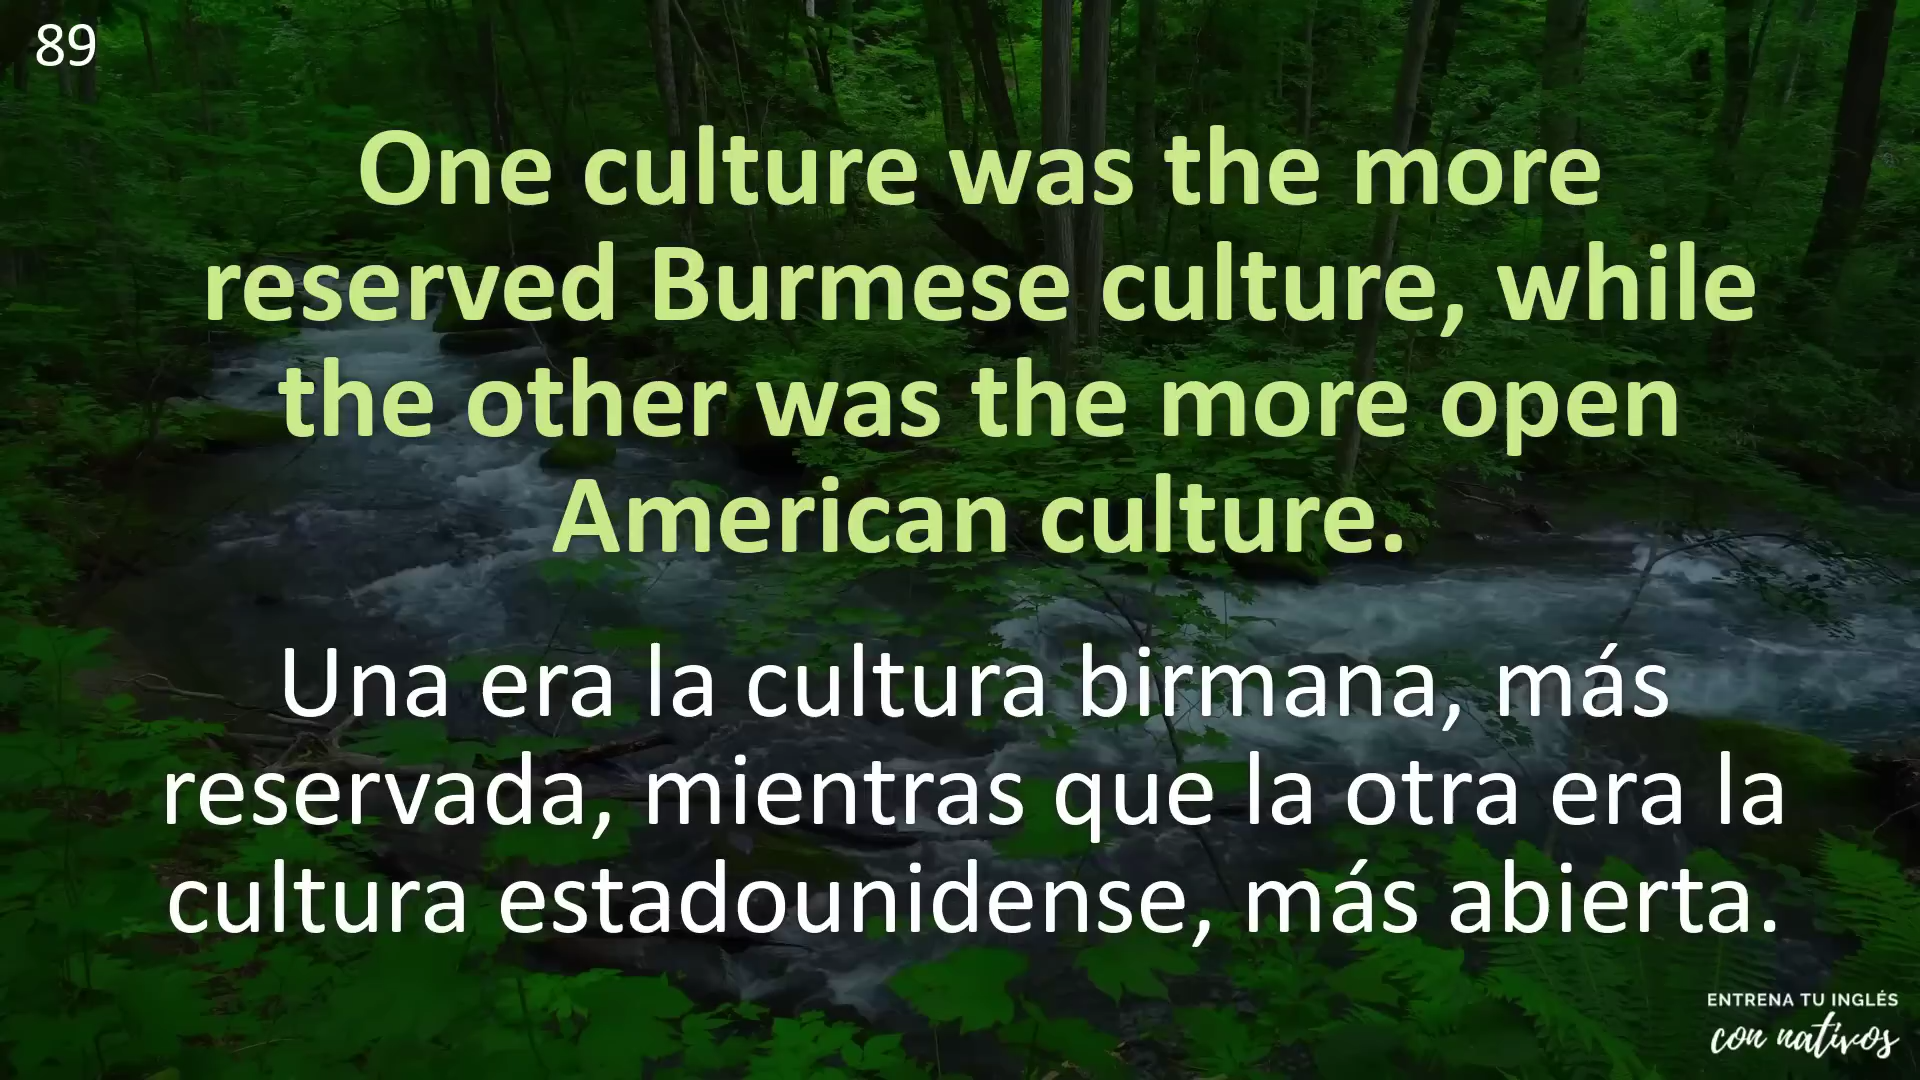 89
One culture was the more
reserved Burmese culture, while
the other was the more open
American culture.
Una era la cultura birmana, más
reservada, mientras que la otra era la
cultura estadounidense, más abierta.
ENTRENA TU INGLÉS
con nativos